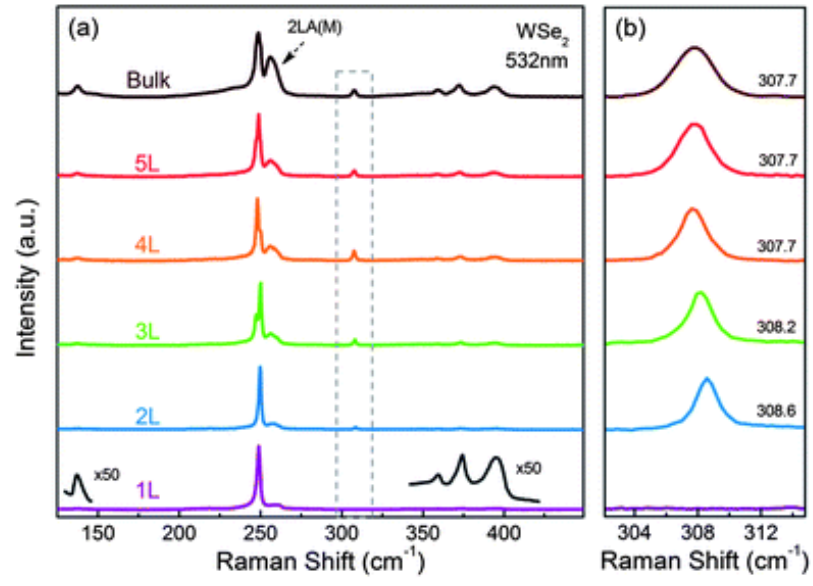 (a)
2LA(M)
WSe2
532nm
Bulk
5L
4L
3L
2L
1L
x50
x50
Intensity (a.u.)
150 200 250 300 350 400
Raman Shift (cm-1)
(b)
307.7
307.7
307.7
308.2
308.6
304 308 312
Raman Shift (cm-1)